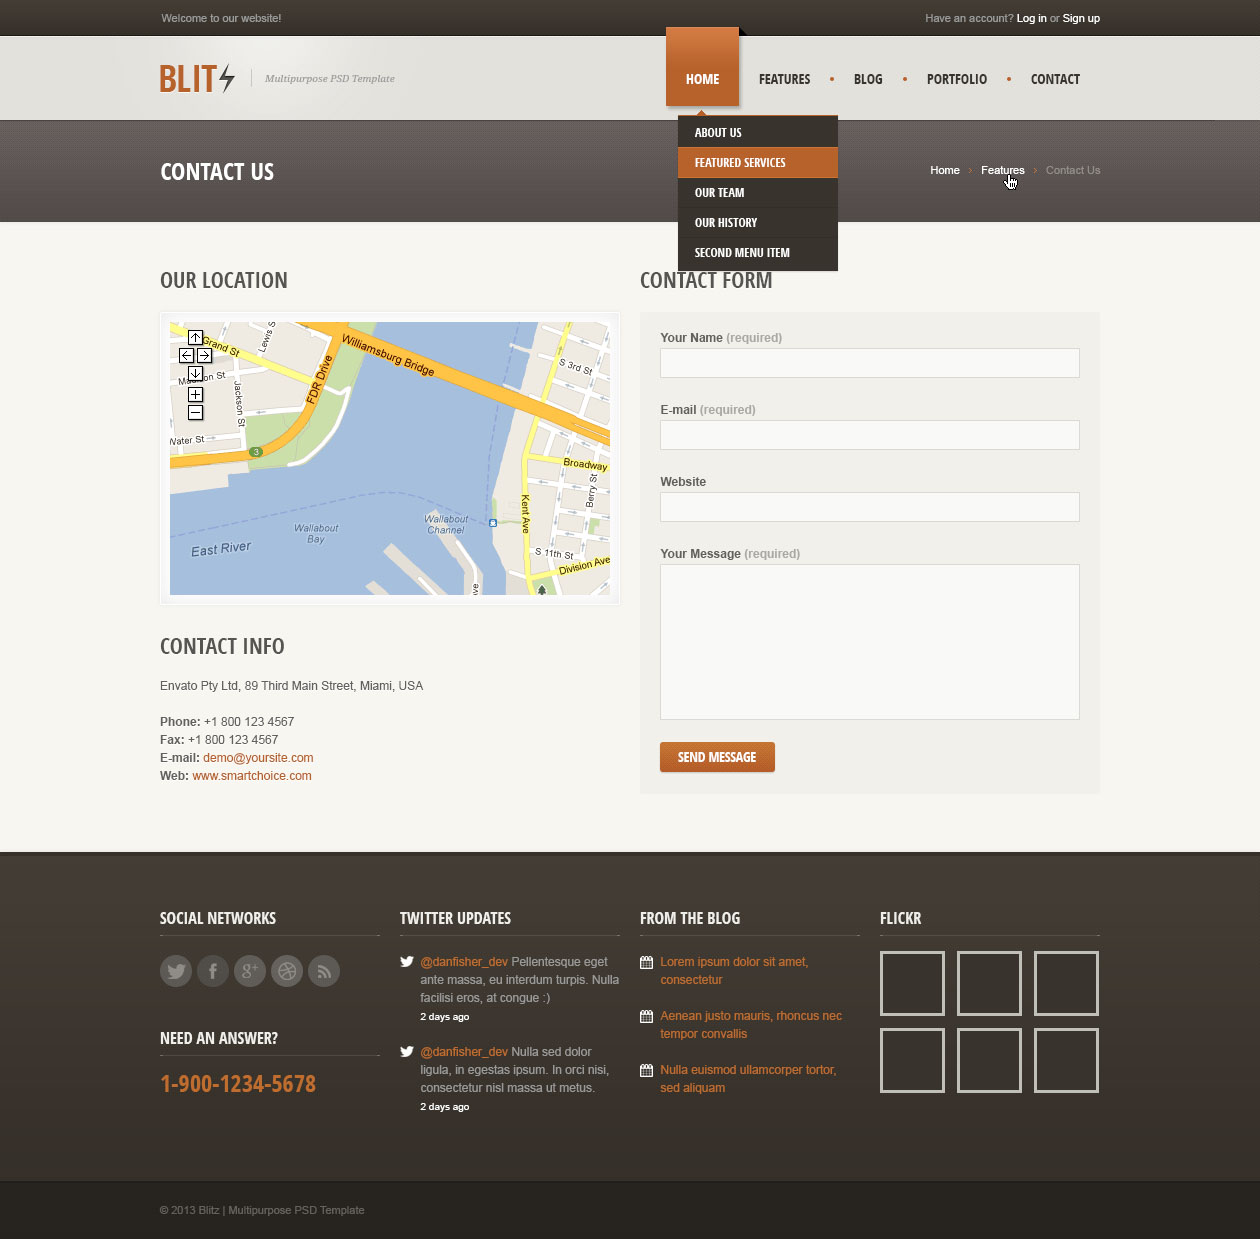 Welcome to our website!
Have an account? Log in or Sign up
BLITZ
Multipurpose PSD Template
HOME
FEATURES
BLOG
PORTFOLIO
CONTACT
ABOUT US
FEATURED SERVICES
OUR TEAM
OUR HISTORY
SECOND MENU ITEM
CONTACT US
Home > Features > Contact Us
OUR LOCATION
Grand St
Lewis S
Jackson St
Water St
FDR Drive
Williamsburg Bridge
3
S 3rd St
Broadway
Berry St
Kent Ave
S 11th St
Division Ave
Wallabout
Bay
Wallabout
Channel
East River
CONTACT INFO
Envato Pty Ltd, 89 Third Main Street, Miami, USA
Phone: +1 800 123 4567
Fax: +1 800 123 4567
E-mail: demo@yoursite.com
Web: www.smartchoice.com
CONTACT FORM
Your Name (required)
E-mail (required)
Website
Your Message (required)
SEND MESSAGE
SOCIAL NETWORKS
g+
NEED AN ANSWER?
1-900-1234-5678
TWITTER UPDATES
@danfisher_dev Pellentesque eget
ante massa, eu interdum turpis. Nulla
facilisi eros, at congue :)
2 days ago
@danfisher_dev Nulla sed dolor
ligula, in egestas ipsum. In orci nisi,
consectetur nisl massa ut metus.
2 days ago
FROM THE BLOG
Lorem ipsum dolor sit amet,
consectetur
Aenean justo mauris, rhoncus nec
tempor convallis
Nulla euismod ullamcorper tortor,
sed aliquam
FLICKR
© 2013 Blitz | Multipurpose PSD Template